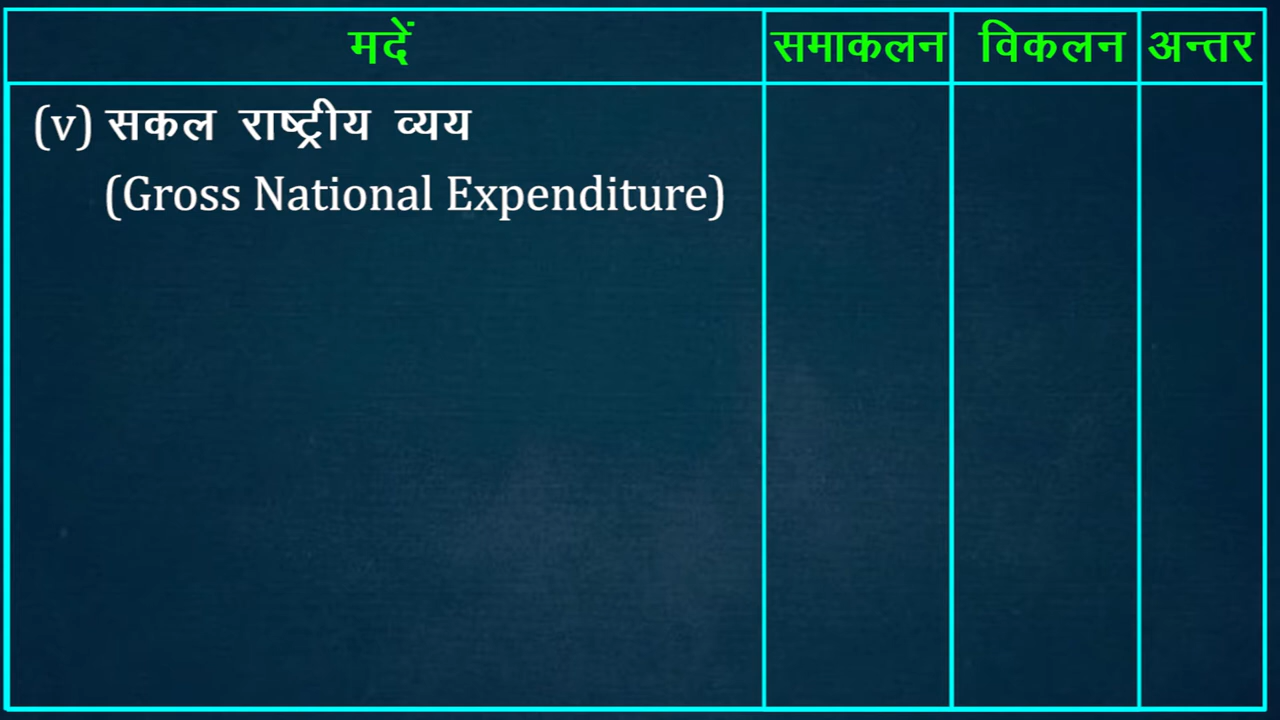 मदें समाकलन विकलन अन्तर
(v) सकल राष्ट्रीय व्यय
(Gross National Expenditure)